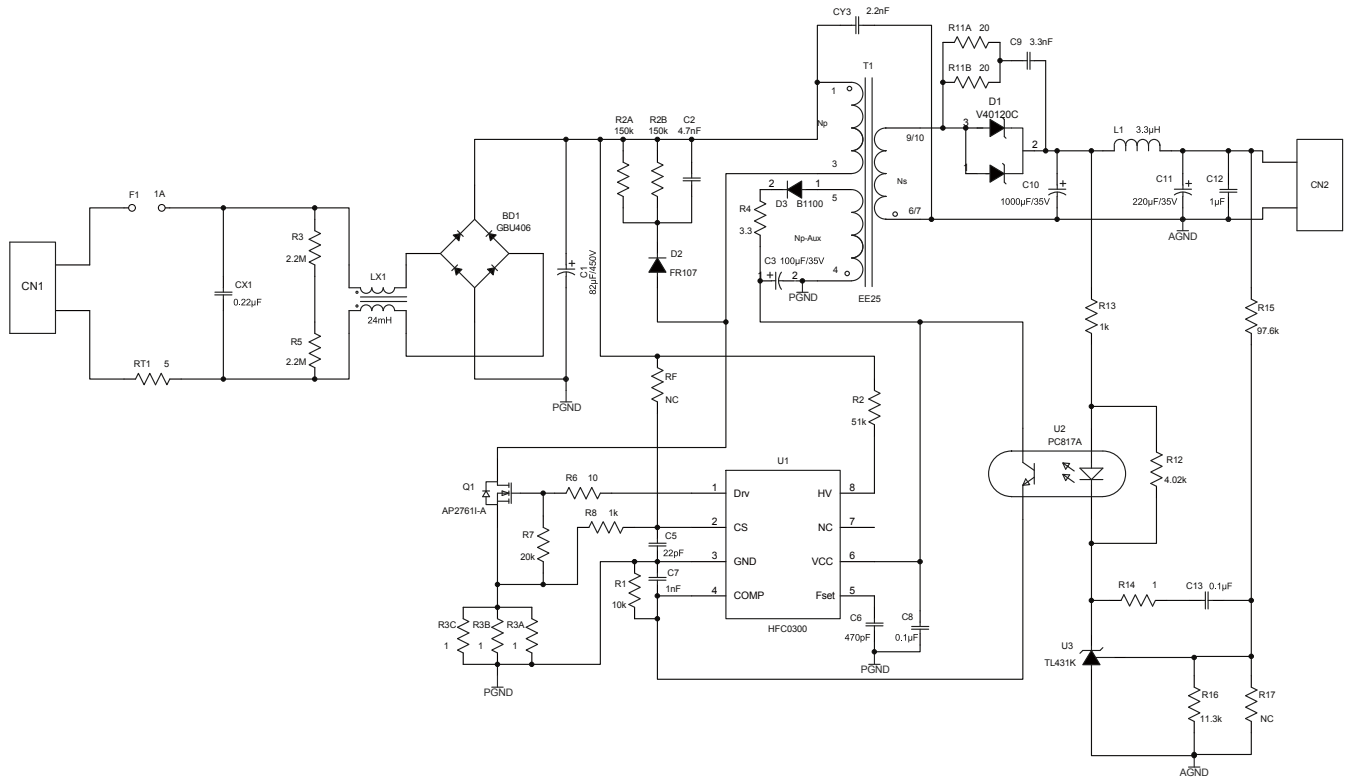 CY3 2.2nF
R11A 20
C9 3.3nF
R11B 20
T1
D1
V40120C
R2A
150k
R2B
150k
C2
4.7nF
1
Np
3
9/10
3
1
2
L1 3.3µH
CN2
F1 1A
BD1
GBU406
2 1
D3 B1100
5
Ns
6/7
R4
3.3
Np-Aux
C10
1000µF/35V
C11
220µF/35V
C12
1µF
AGND
CN1
CX1
0.22µF
R3
2.2M
LX1
24mH
C1
82µF/450V
D2
FR107
C3 100µF/35V
1 2
4
PGND
EE25
R13
1k
R15
97.6k
R5
2.2M
RT1 5
PGND
RF
NC
R2
51k
U1
U2
PC817A
R12
4.02k
Q1
AP2761I-A
R6 10
1 Drv
HV 8
R7
20k
R8 1k
2 CS
NC 7
C5
22pF
3 GND
VCC 6
R1
10k
C7
1nF
4 COMP
Fset 5
HFC0300
C6
470pF
C8
0.1µF
PGND
R14 1
C13 0.1µF
R3C
1
R3B
1
R3A
1
PGND
U3
TL431K
R16
11.3k
R17
NC
AGND